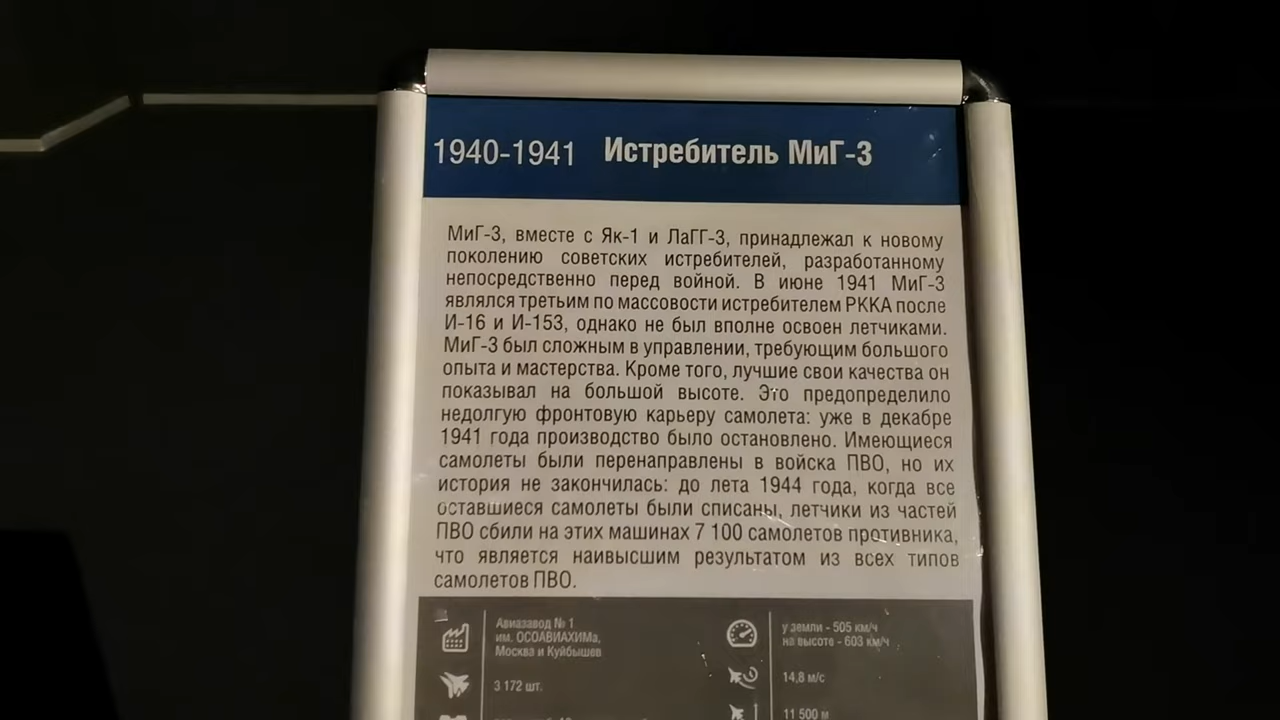 1940-1941 Истребитель МиГ-3
МиГ-3, вместе с Як-1 и ЛаГГ-3, принадлежал к новому
поколению советских истребителей, разработанному
непосредственно перед войной. В июне 1941 МиГ-3
являлся третьим по массовости истребителем РККА после
И-16 и И-153, однако не был вполне освоен летчиками.
МиГ-3 был сложным в управлении, требующим большого
опыта и мастерства. Кроме того, лучшие свои качества он
показывал на большой высоте. Это предопределило
недолгую фронтовую карьеру самолета: уже в декабре
1941 года производство было остановлено. Имеющиеся
самолеты были перенаправлены в войска ПВО, но их
история не закончилась: до лета 1944 года, когда все
оставшиеся самолеты были списаны, летчики из частей
ПВО сбили на этих машинах 7 100 самолетов противника,
что является наивысшим результатом из всех типов
самолетов ПВО.
Авиазавод № 1
им. ОСОАВИАХИМа,
Москва и Куйбышев
3 172 шт.
у земли - 505 км/ч
на высоте - 603 км/ч
14,8 м/с
11 500 м